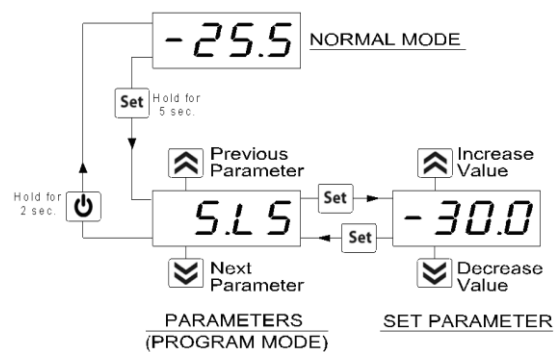 -25.5
NORMAL MODE
Set
Hold for
5 sec.
Previous
Parameter
Increase
Value
Hold for
2 sec.
S.LS
Set
Set
-30.0
Next
Parameter
Decrease
Value
PARAMETERS
(PROGRAM MODE)
SET PARAMETER